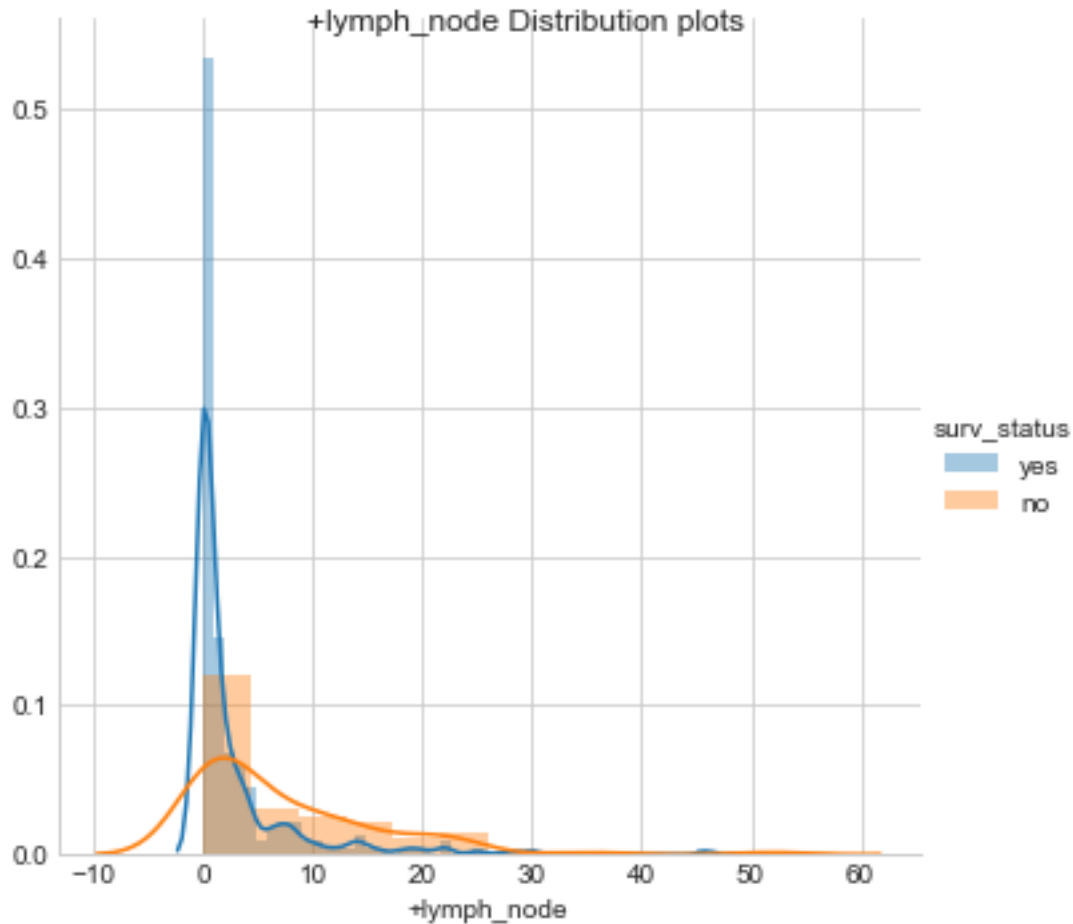 +lymph_node Distribution plots
0.5
0.4
0.3
0.2
0.1
0.0
−10 0 10 20 30 40 50 60
+lymph_node
surv_status
yes
no